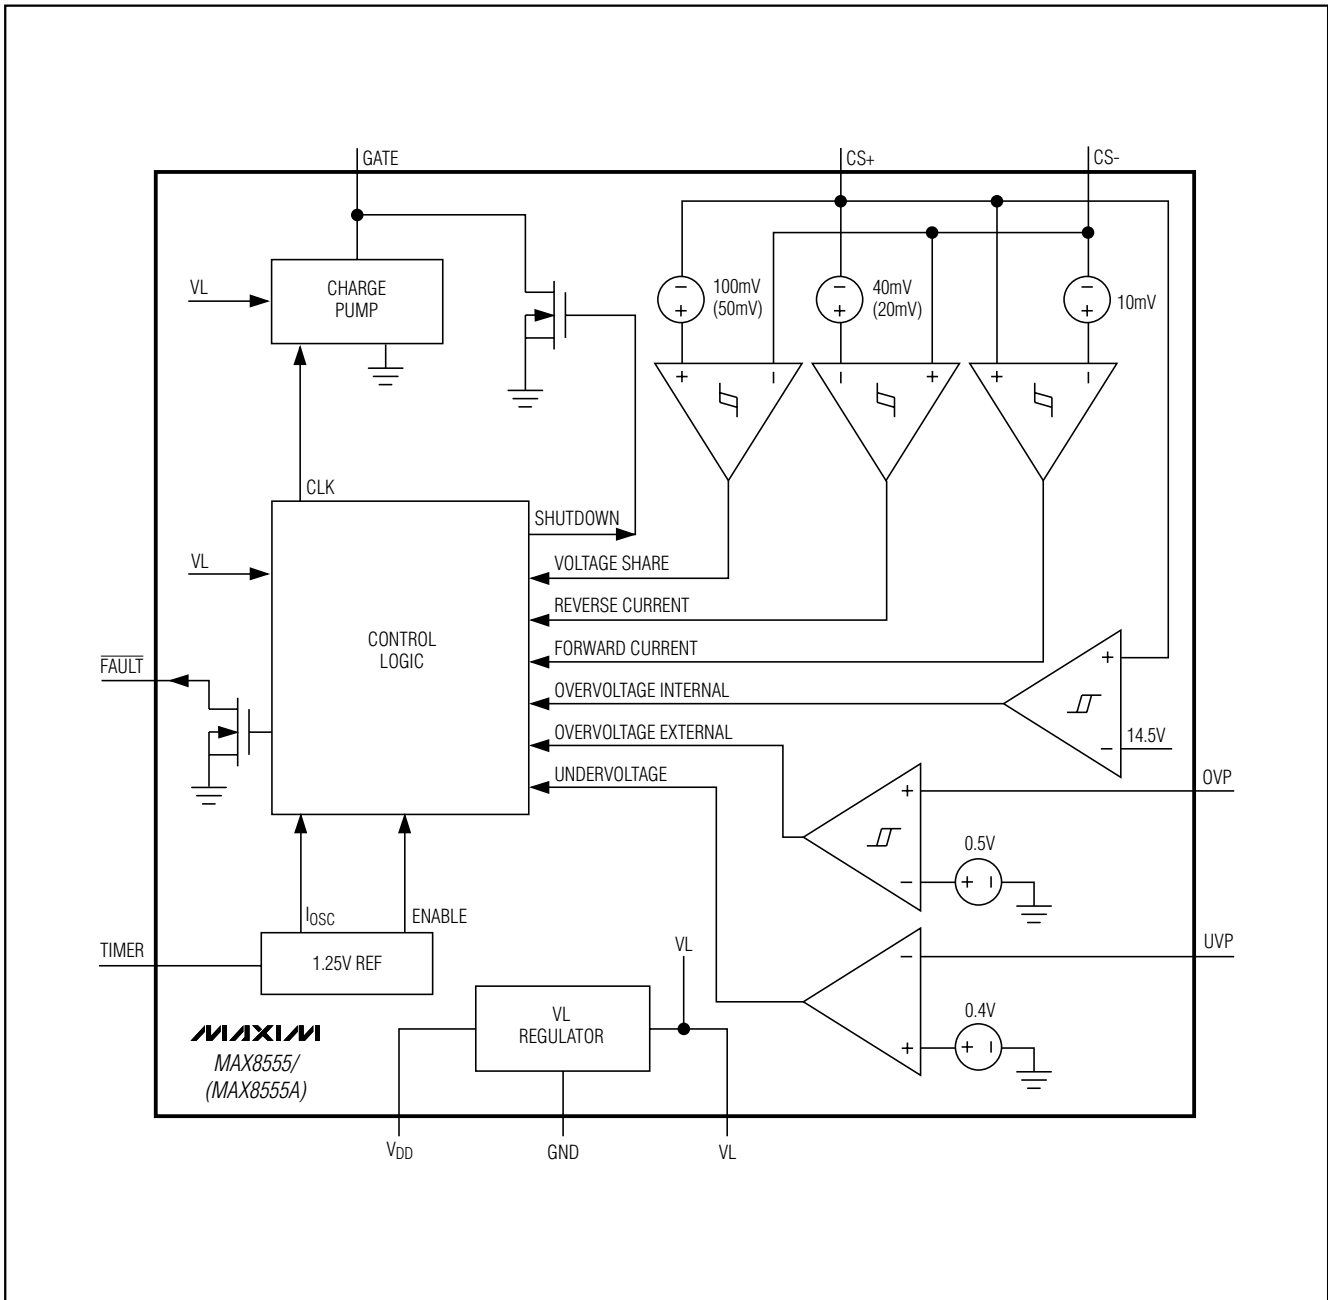 GATE
CS+
CS-
VL
CHARGE
PUMP
100mV
(50mV)
40mV
(20mV)
10mV
CLK
SHUTDOWN
VL
VOLTAGE SHARE
REVERSE CURRENT
CONTROL
LOGIC
FORWARD CURRENT
FAULT
OVERVOLTAGE INTERNAL
OVERVOLTAGE EXTERNAL
14.5V
UNDERVOLTAGE
OVP
0.5V
IOSC
ENABLE
TIMER
1.25V REF
VL
UVP
VL
REGULATOR
0.4V
MAXIM
MAX8555/
(MAX8555A)
VDD
GND
VL